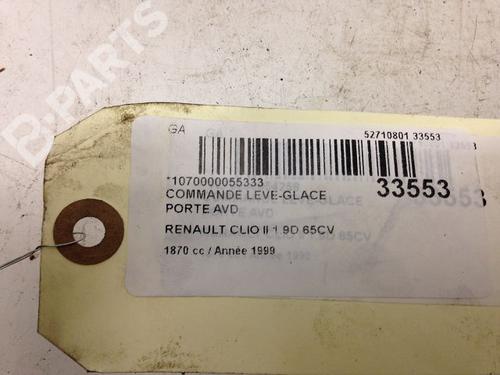 B-PARTS
GA
52710801 33553
*1070000055333
33553
COMMANDE LEVE-GLACE
PORTE AVD
RENAULT CLIO II 1.9D 65CV
1870 cc / Année 1999